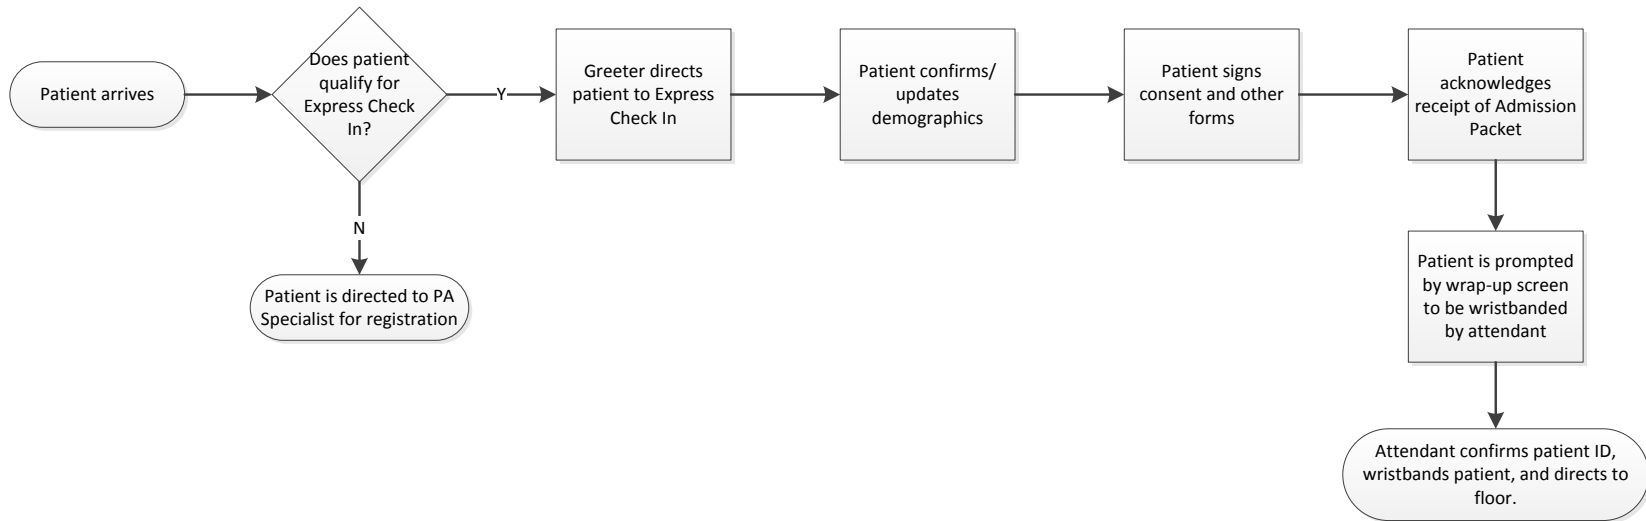 Patient arrives
Does patient
qualify for
Express Check
In?
Y
Greeter directs
patient to Express
Check In
Patient confirms/
updates
demographics
Patient signs
consent and other
forms
Patient
acknowledges
receipt of Admission
Packet
N
Patient is directed to PA
Specialist for registration
Patient is prompted
by wrap-up screen
to be wristbanded
by attendant
Attendant confirms patient ID,
wristbands patient, and directs to
floor.